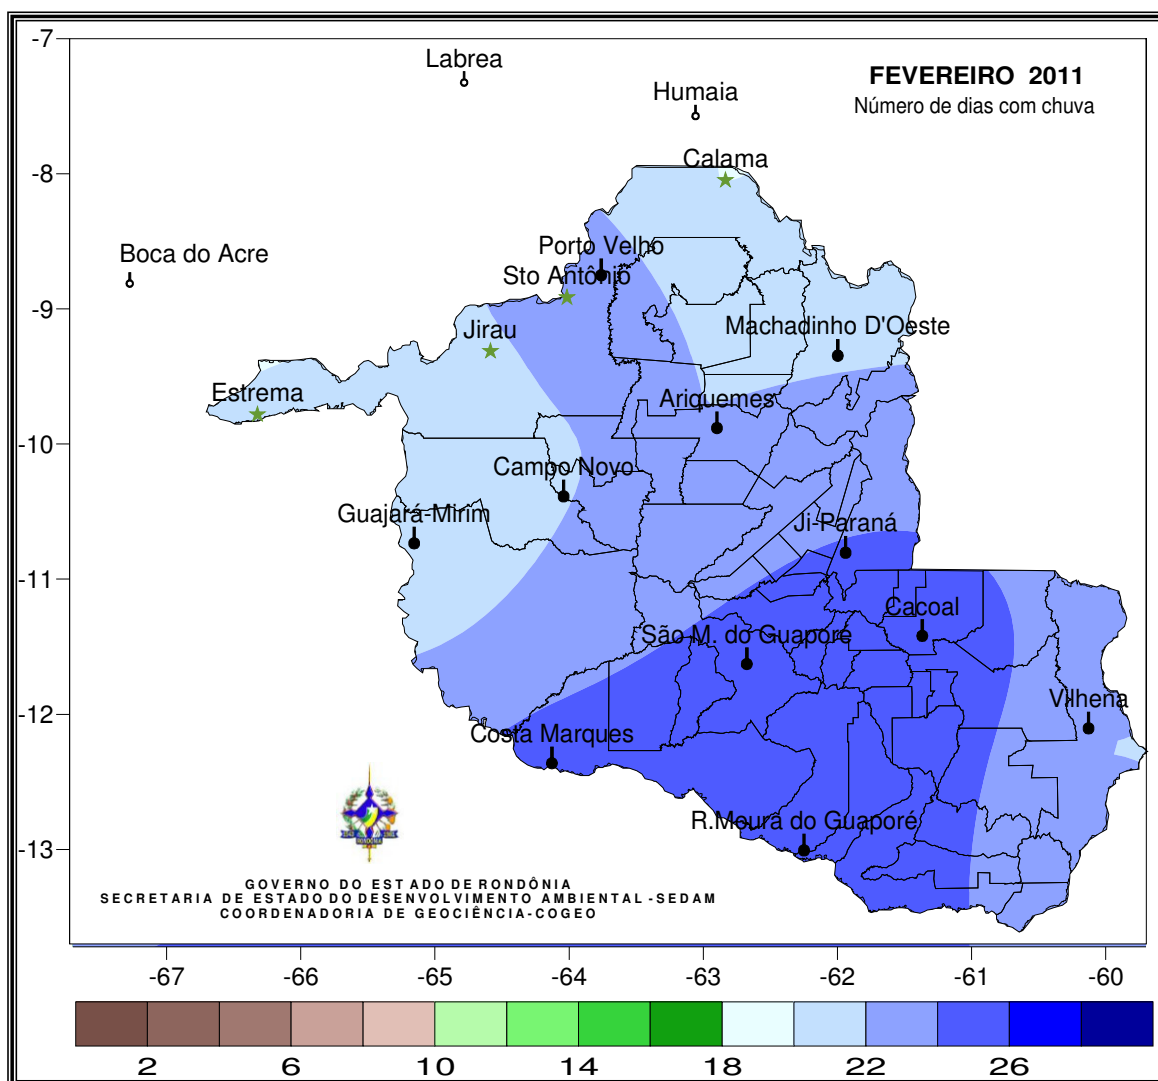 -7
Labrea
FEVEREIRO 2011
Humaia
Número de dias com chuva
Calama
-8
Porto Velho
Boca do Acre
Sto Antônio
-9
Machadinho D'Oeste
Jirau
Estrema
Ariquemes
-10
Campo Novo
Guajará-Mirim
Ji-Paraná
-11
Cacoal
São M. do Guaporé
Vilhena
-12
Costa Marques
R.Moura do Guaporé
-13
GOVERNO DO ESTADO DE RONDÔNIA
SECRETARIA DE ESTADO DO DESENVOLVIMENTO AMBIENTAL -SEDAM
COORDENADORIA DE GEOCIÊNCIA-COGEO
-67 -66 -65 -64 -63 -62 -61 -60
2 6 10 14 18 22 26